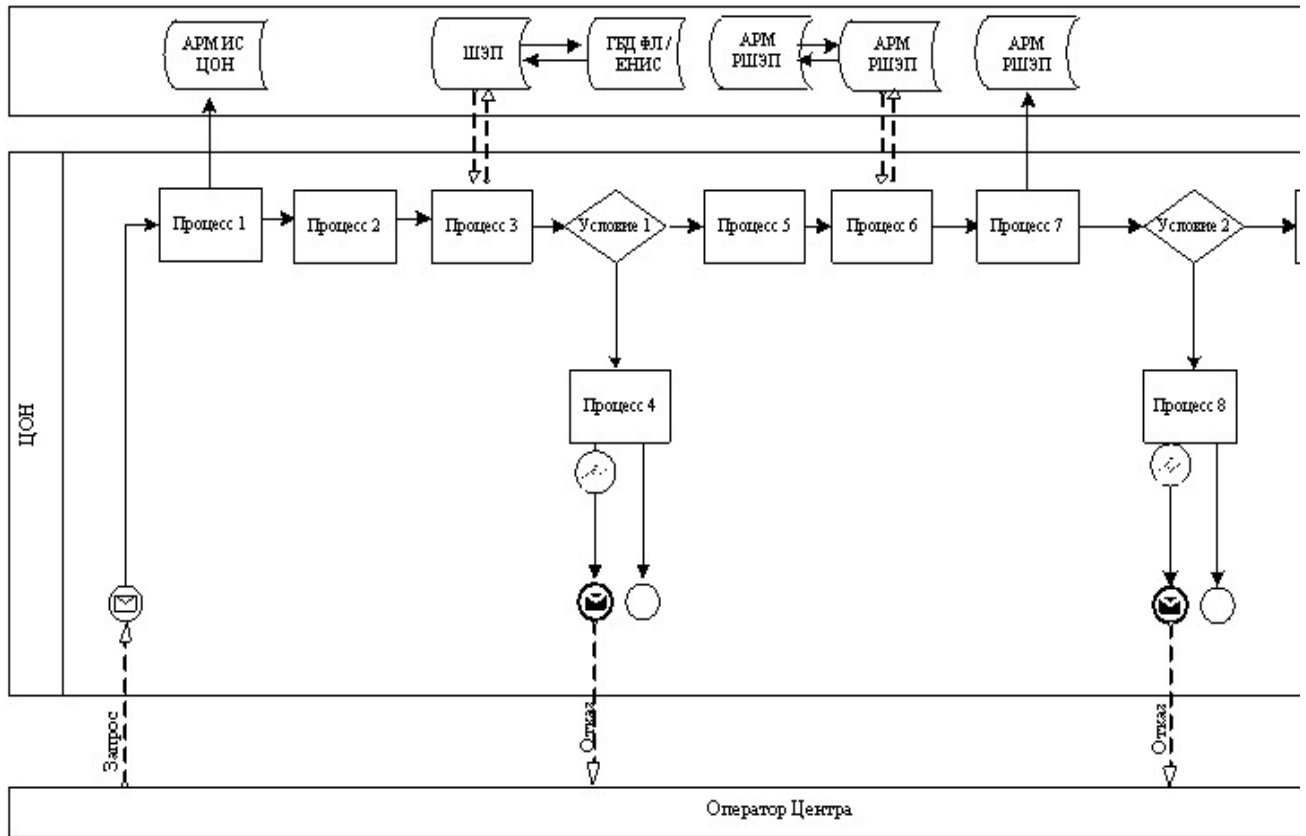 АРМ ИС
ЦОН
ШЭП
ГБД ФЛ /
ЕНИС
АРМ
РШЭП
АРМ
РШЭП
АРМ
РШЭП
ЦОН
Процесс 1
Процесс 2
Процесс 3
Условие 1
Процесс 5
Процесс 6
Процесс 7
Условие 2
Процесс 4
Процесс 8
Запрос
Отказ
Отказ
Оператор Центра